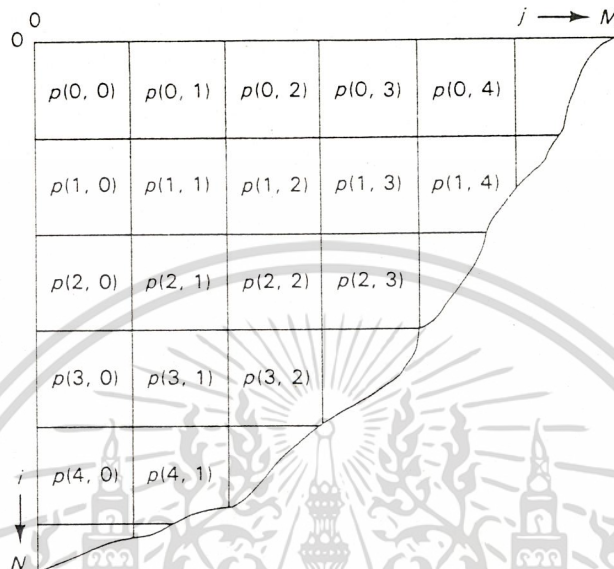 0
j → M
0
p(0, 0) p(0, 1) p(0, 2) p(0, 3) p(0, 4)
p(1, 0) p(1, 1) p(1, 2) p(1, 3) p(1, 4)
p(2, 0) p(2, 1) p(2, 2) p(2, 3)
p(3, 0) p(3, 1) p(3, 2)
i
p(4, 0) p(4, 1)
↓
N